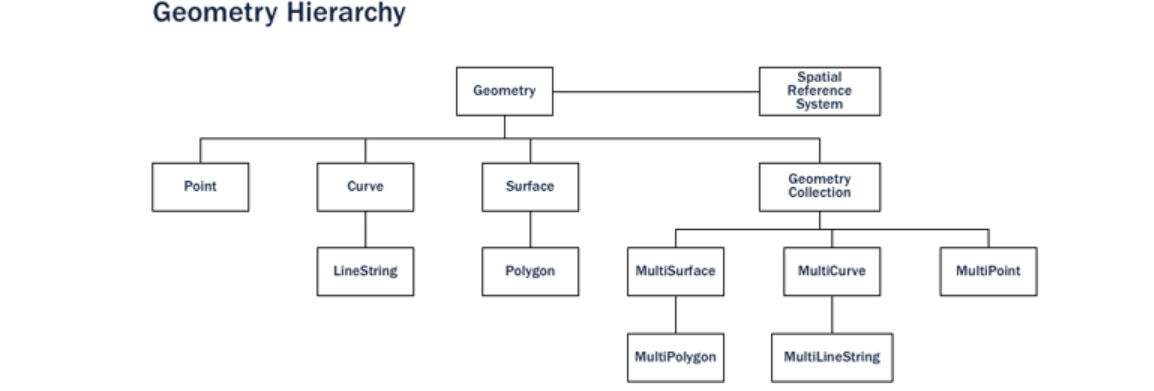 Geometry Hierarchy
Geometry
Spatial
Reference
System
Point
Curve
Surface
Geometry
Collection
LineString
Polygon
MultiSurface
MultiCurve
MultiPoint
MultiPolygon
MultiLineString